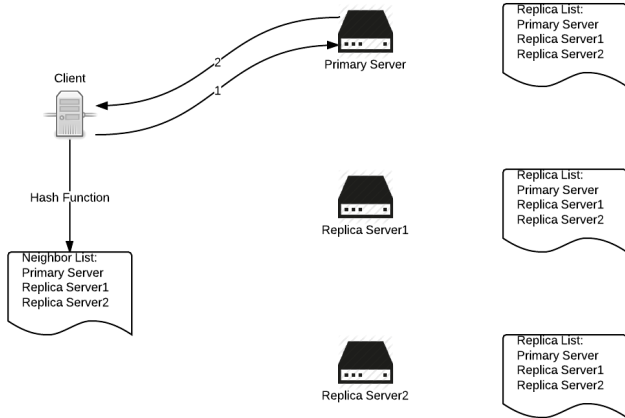 Client
Hash Function
Neighbor List:
Primary Server
Replica Server1
Replica Server2
2
1
Primary Server
Replica List:
Primary Server
Replica Server1
Replica Server2
Replica Server1
Replica List:
Primary Server
Replica Server1
Replica Server2
Replica Server2
Replica List:
Primary Server
Replica Server1
Replica Server2